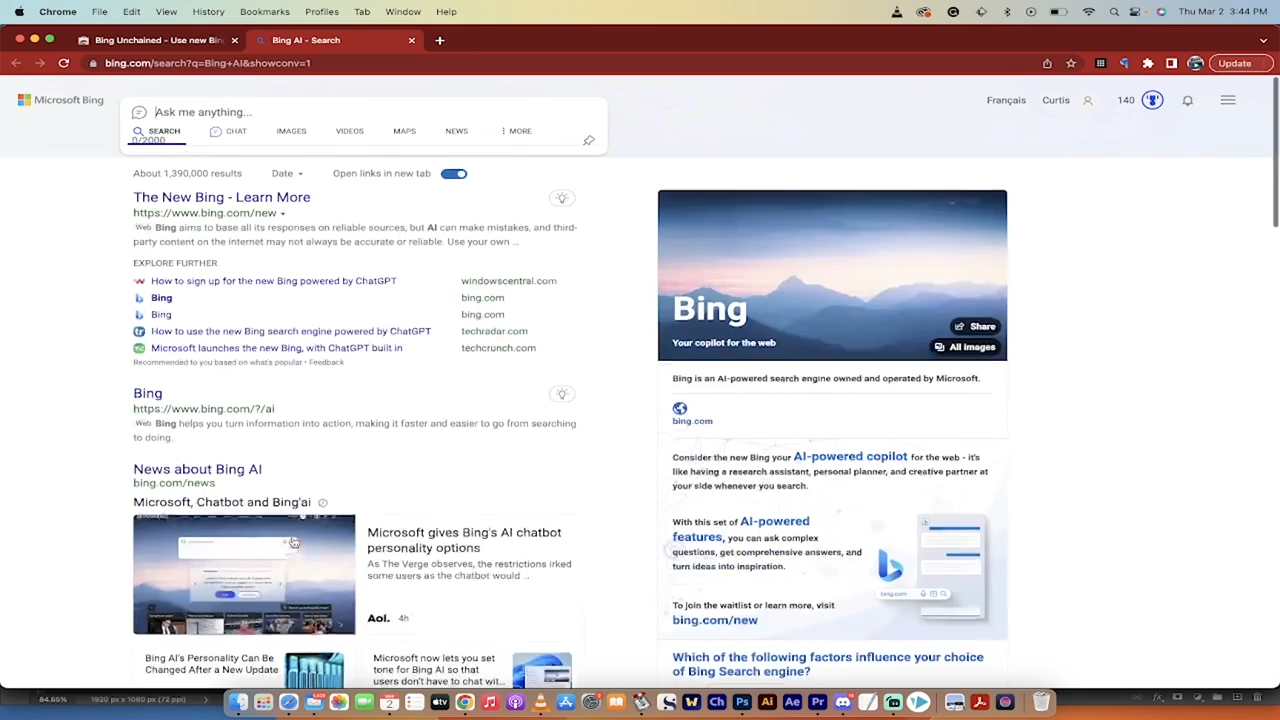 Chrome File Edit View History Bookmarks Profiles Tab Window Help Thu Mar 2 3:44 PM
Bing Unchained – Use new Bin Bing AI - Search
bing.com/search?q=Bing+AI&showconv=1 Update
Microsoft Bing
Ask me anything...
Français Curtis 140
SEARCH CHAT IMAGES VIDEOS MAPS NEWS MORE
0/2000
About 1,390,000 results Date Open links in new tab
The New Bing - Learn More
https://www.bing.com/new
Web Bing aims to base all its responses on reliable sources, but AI can make mistakes, and third-
party content on the internet may not always be accurate or reliable. Use your own ...
EXPLORE FURTHER
How to sign up for the new Bing powered by ChatGPT windowscentral.com
Bing bing.com
Bing bing.com
How to use the new Bing search engine powered by ChatGPT techradar.com
Microsoft launches the new Bing, with ChatGPT built in techcrunch.com
Recommended to you based on what's popular • Feedback
Bing
https://www.bing.com/?/ai
Web Bing helps you turn information into action, making it faster and easier to go from searching
to doing.
News about Bing AI
bing.com/news
Microsoft, Chatbot and Bing'ai
Microsoft gives Bing's AI chatbot
personality options
As The Verge observes, the restrictions irked
some users as the chatbot would ...
Aol. 4h
Bing AI's Personality Can Be
Changed After a New Update
Microsoft now lets you set
tone for Bing AI so that
users don't have to chat wit
Bing
Your copilot for the web
Share
All images
Bing is an AI-powered search engine owned and operated by Microsoft.
bing.com
Consider the new Bing your AI-powered copilot for the web - it's
like having a research assistant, personal planner, and creative partner at
your side whenever you search.
With this set of AI-powered
features, you can ask complex
questions, get comprehensive answers, and
turn ideas into inspiration.
bing.com
To join the waitlist or learn more, visit
bing.com/new
Which of the following factors influence your choice
of Bing Search engine?
84.65% 1920 px x 1080 px (72 ppi)